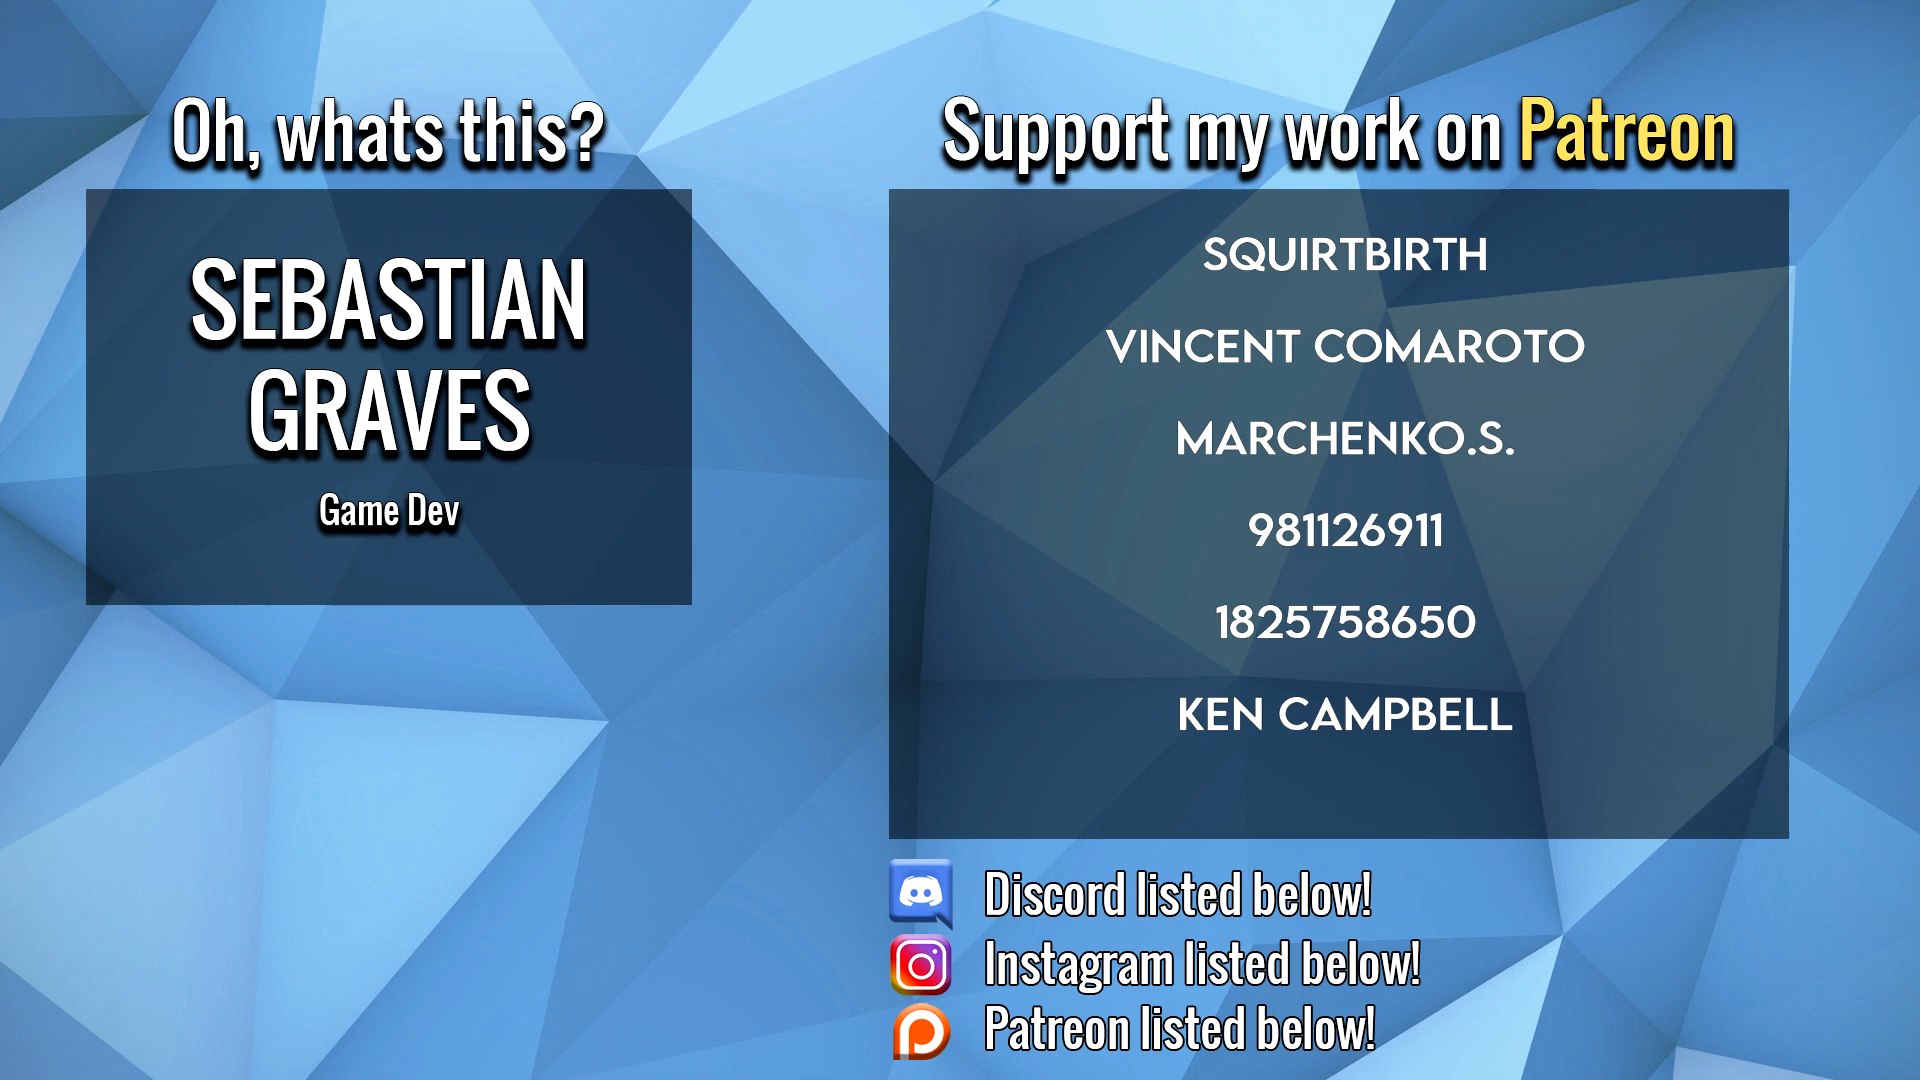 Oh, whats this?
SEBASTIAN
GRAVES
Game Dev
Support my work on Patreon
SQUIRTBIRTH
VINCENT COMAROTO
MARCHENKO.S.
981126911
1825758650
KEN CAMPBELL
Discord listed below!
Instagram listed below!
Patreon listed below!